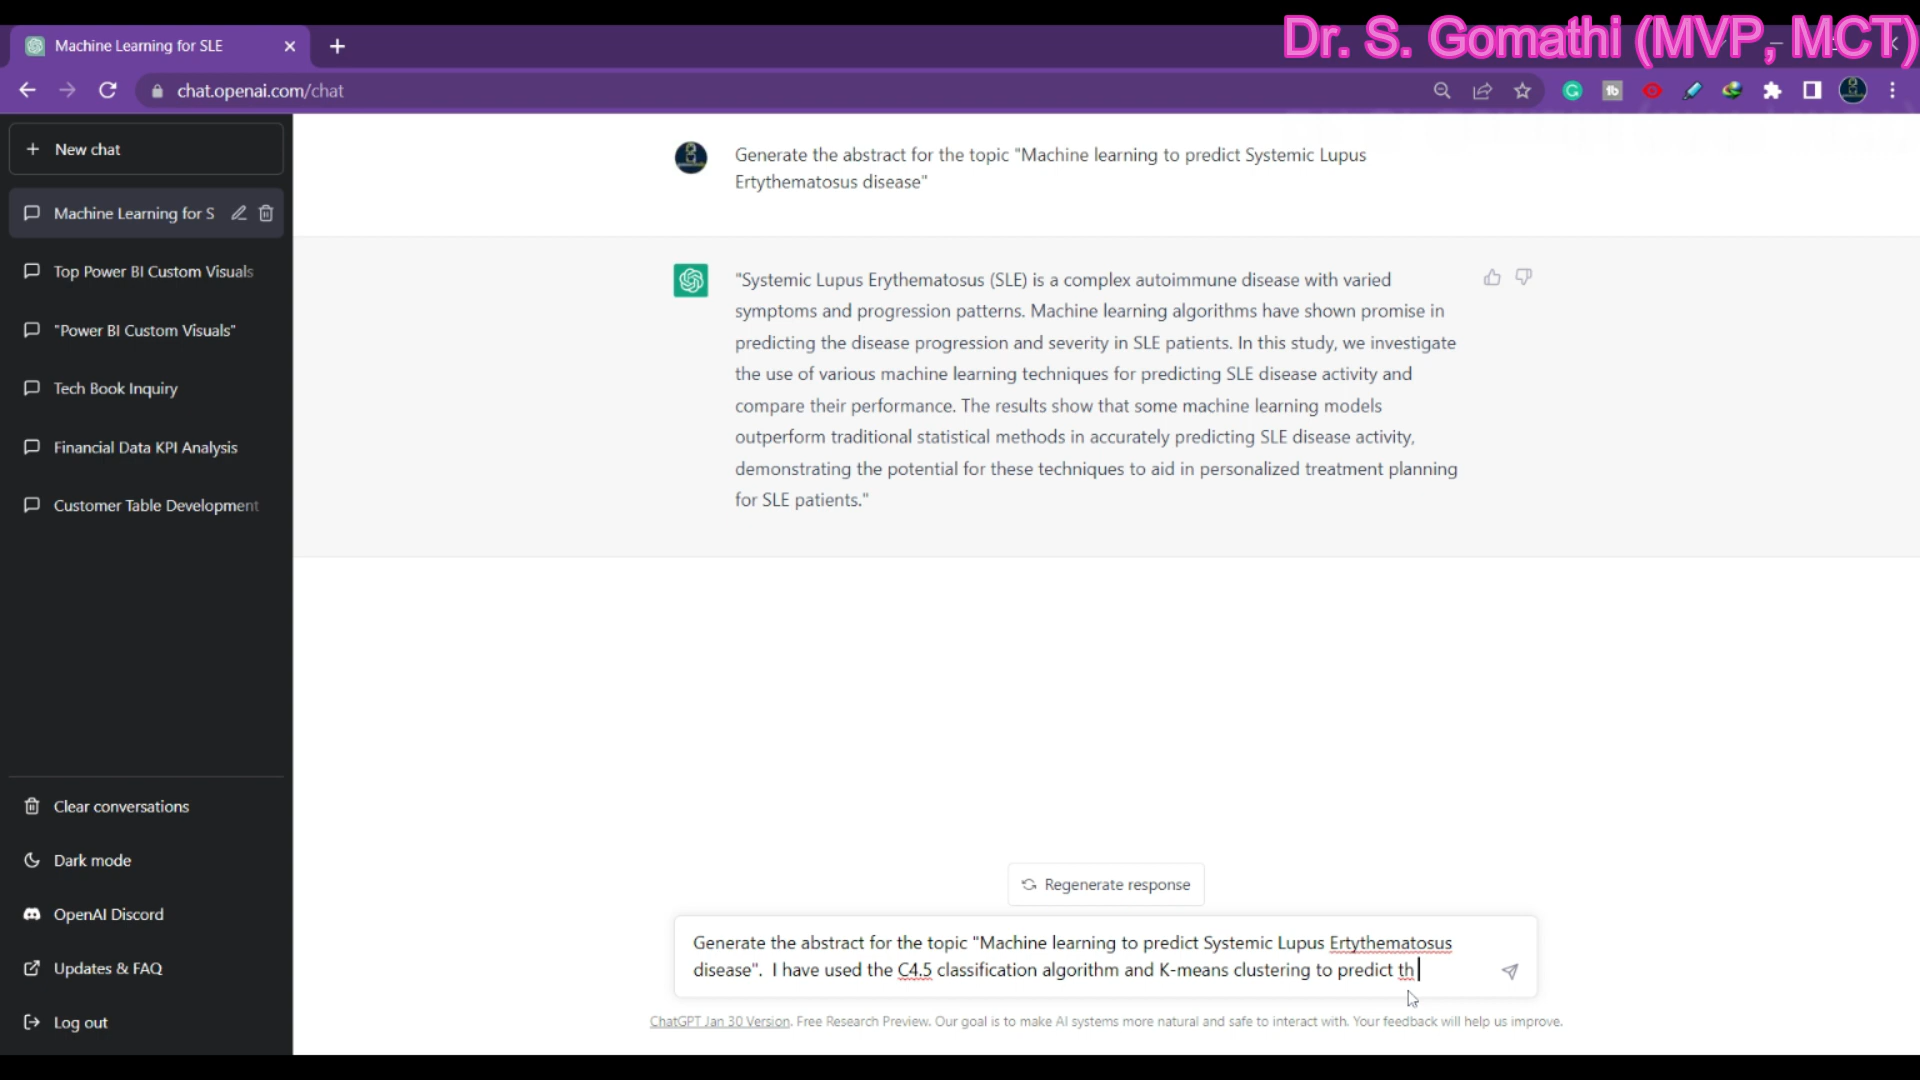 Dr. S. Gomathi (MVP, MCT)
Machine Learning for SLE
chat.openai.com/chat
New chat
Machine Learning for S
Top Power BI Custom Visuals
"Power BI Custom Visuals"
Tech Book Inquiry
Financial Data KPI Analysis
Customer Table Development
Clear conversations
Dark mode
OpenAI Discord
Updates & FAQ
Log out
Generate the abstract for the topic "Machine learning to predict Systemic Lupus
Ertythematosus disease"
"Systemic Lupus Erythematosus (SLE) is a complex autoimmune disease with varied
symptoms and progression patterns. Machine learning algorithms have shown promise in
predicting the disease progression and severity in SLE patients. In this study, we investigate
the use of various machine learning techniques for predicting SLE disease activity and
compare their performance. The results show that some machine learning models
outperform traditional statistical methods in accurately predicting SLE disease activity,
demonstrating the potential for these techniques to aid in personalized treatment planning
for SLE patients."
Regenerate response
Generate the abstract for the topic "Machine learning to predict Systemic Lupus Ertythematosus
disease".  I have used the C4.5 classification algorithm and K-means clustering to predict th
ChatGPT Jan 30 Version. Free Research Preview. Our goal is to make AI systems more natural and safe to interact with. Your feedback will help us improve.